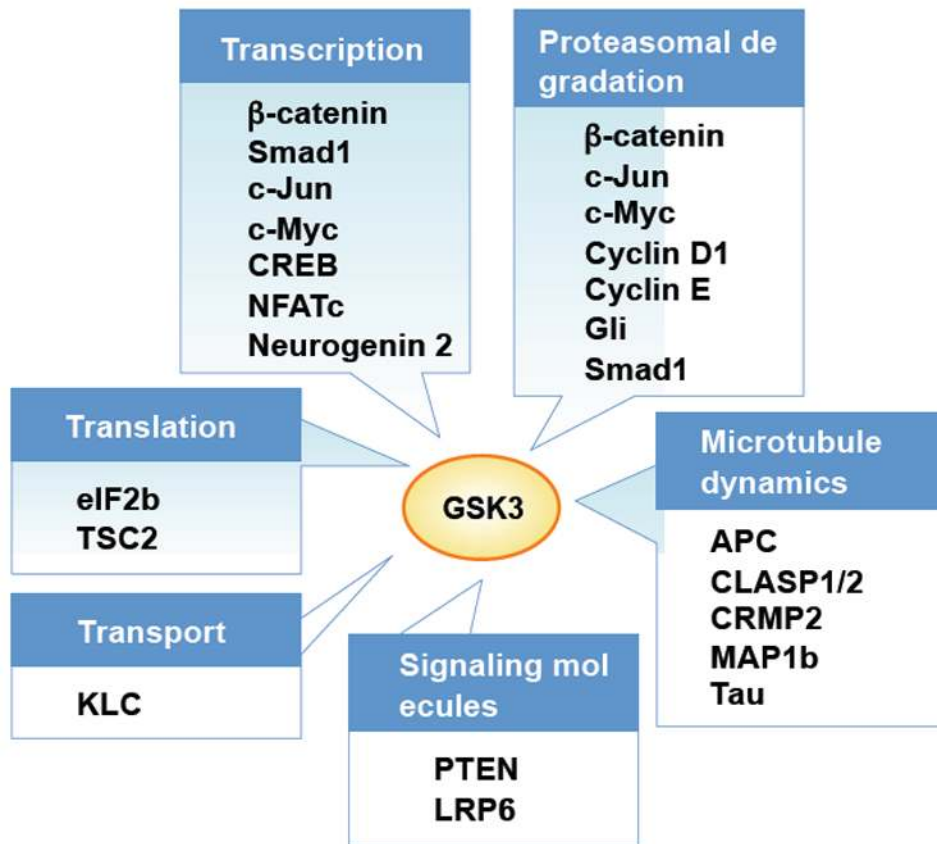 Transcription
β-catenin
Smad1
c-Jun
c-Myc
CREB
NFATc
Neurogenin 2
Proteasomal de
gradation
β-catenin
c-Jun
c-Myc
Cyclin D1
Cyclin E
Gli
Smad1
Translation
eIF2b
TSC2
GSK3
Microtubule
dynamics
APC
CLASP1/2
CRMP2
MAP1b
Tau
Transport
KLC
Signaling mol
ecules
PTEN
LRP6